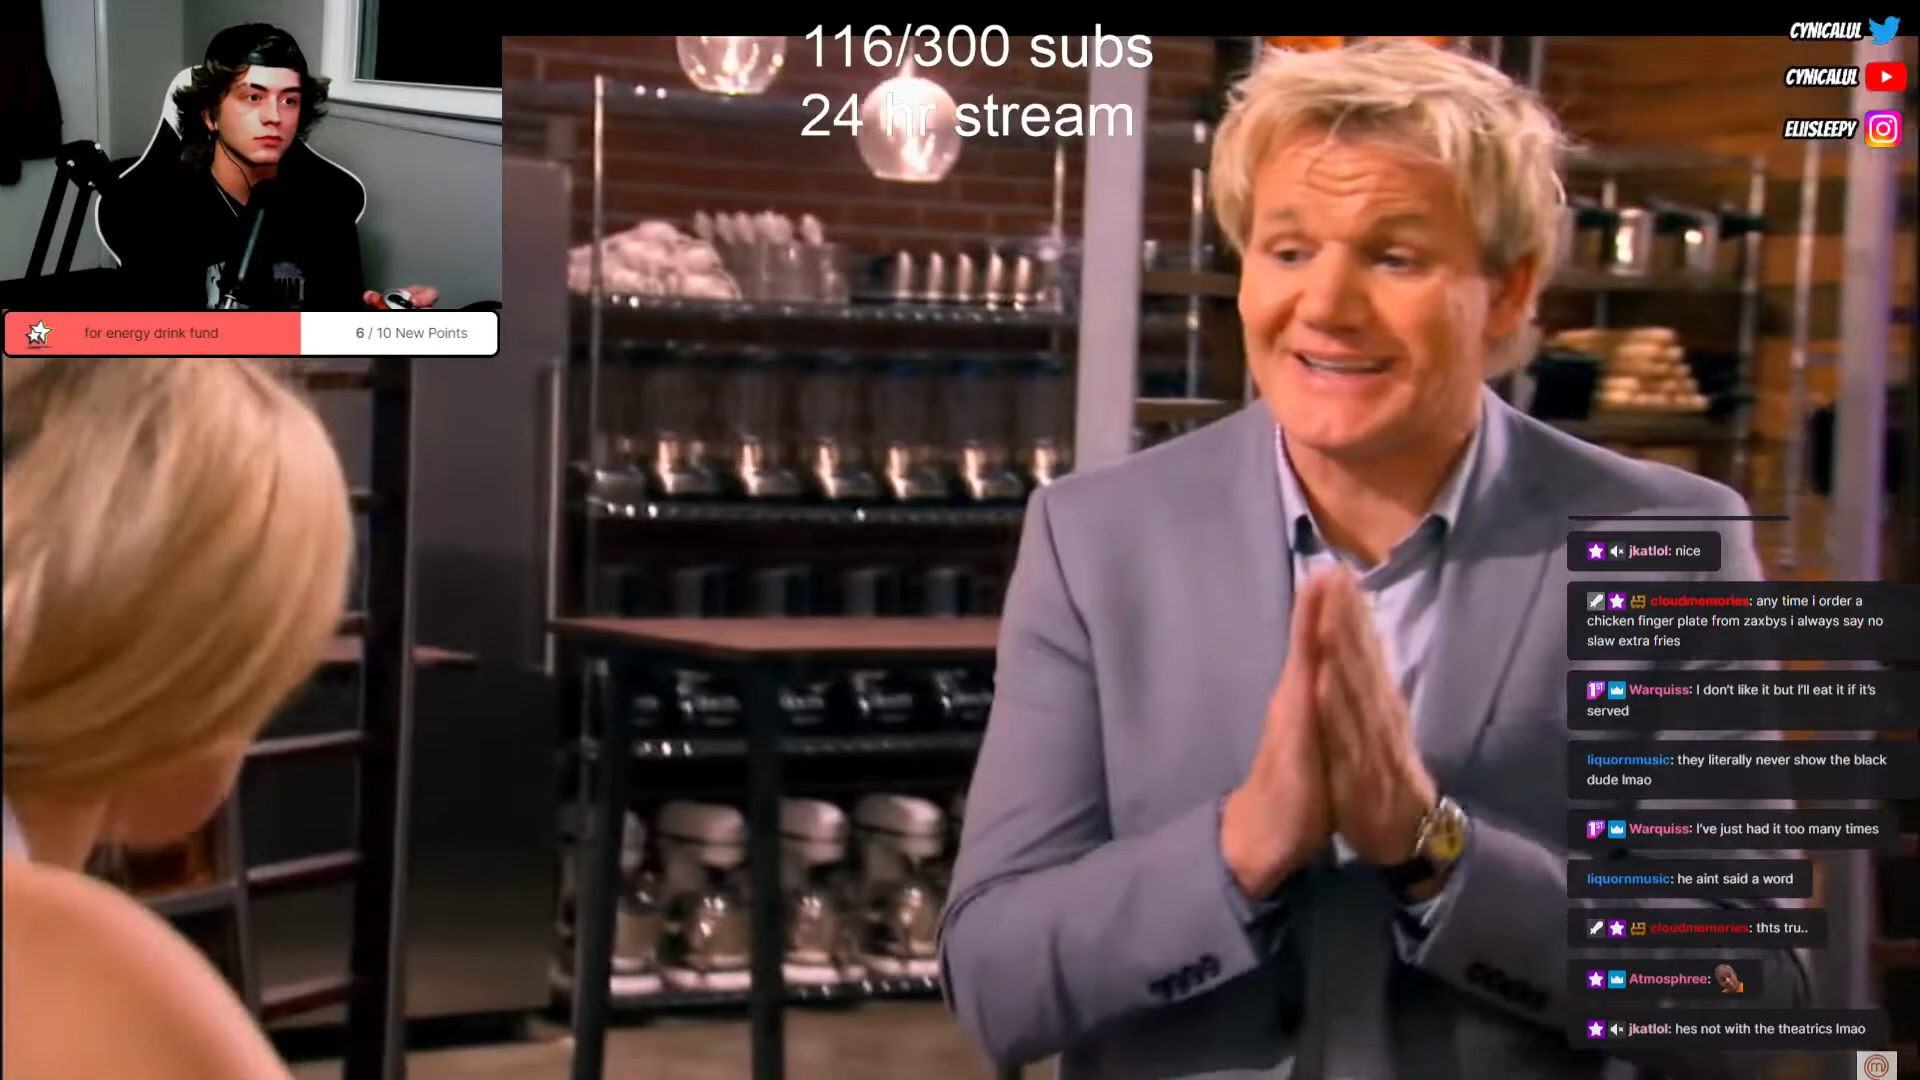 116/300 subs
24 hr stream
CYNICALUL
CYNICALUL
ELIISLEEPY
for energy drink fund
6 / 10 New Points
jkatlol: nice
cloudmemories: any time i order a
chicken finger plate from zaxbys i always say no
slaw extra fries
Warquiss: I don't like it but I'll eat it if it's
served
liquornmusic: they literally never show the black
dude lmao
Warquiss: I've just had it too many times
liquornmusic: he aint said a word
cloudmemories: thts tru..
Atmosphree:
jkatlol: hes not with the theatrics lmao